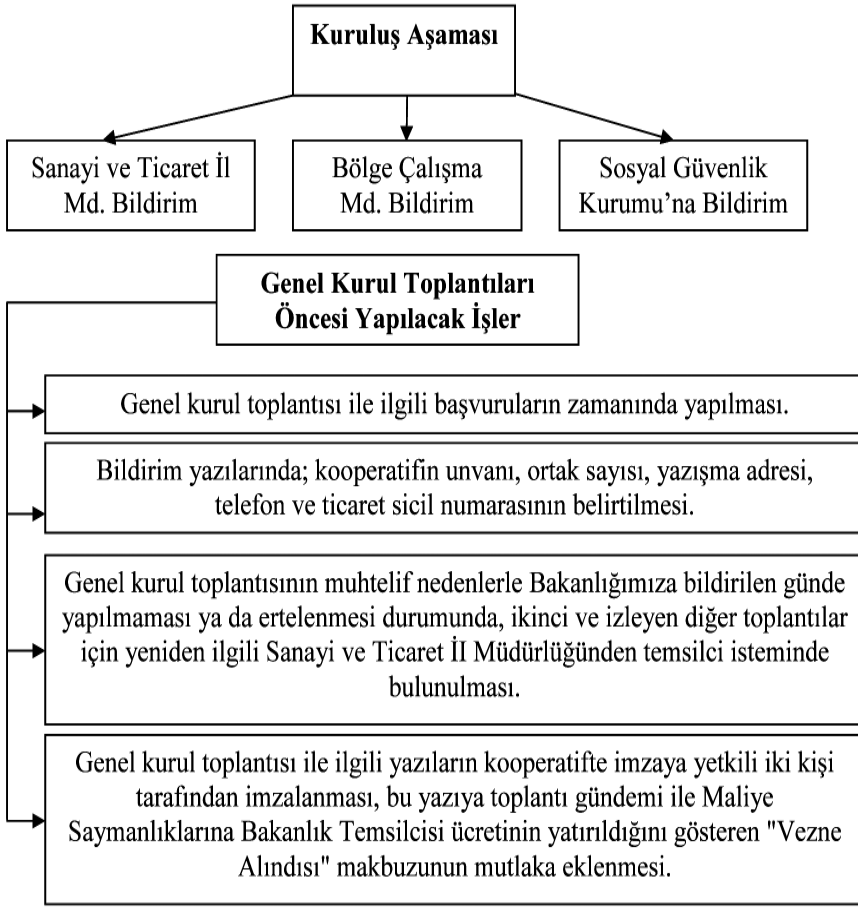 Kuruluş Aşaması
Sanayi ve Ticaret İl
Md. Bildirim
Bölge Çalışma
Md. Bildirim
Sosyal Güvenlik
Kurumu’na Bildirim
Genel Kurul Toplantıları
Öncesi Yapılacak İşler
Genel kurul toplantısı ile ilgili başvuruların zamanında yapılması.
Bildirim yazılarında; kooperatifin unvanı, ortak sayısı, yazışma adresi,
telefon ve ticaret sicil numarasının belirtilmesi.
Genel kurul toplantısının muhtelif nedenlerle Bakanlığımıza bildirilen günde
yapılmaması ya da ertelenmesi durumunda, ikinci ve izleyen diğer toplantılar
için yeniden ilgili Sanayi ve Ticaret İI Müdürlüğünden temsilci isteminde
bulunulması.
Genel kurul toplantısı ile ilgili yazıların kooperatifte imzaya yetkili iki kişi
tarafından imzalanması, bu yazıya toplantı gündemi ile Maliye
Saymanlıklarına Bakanlık Temsilcisi ücretinin yatırıldığını gösteren "Vezne
Alındısı" makbuzunun mutlaka eklenmesi.